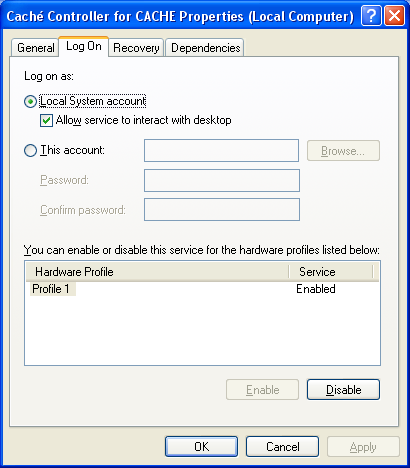 Caché Controller for CACHE Properties (Local Computer)
General Log On Recovery Dependencies
Log on as:
Local System account
Allow service to interact with desktop
This account: Browse...
Password:
Confirm password:
You can enable or disable this service for the hardware profiles listed below:
Hardware Profile Service
Profile 1 Enabled
Enable Disable
OK Cancel Apply